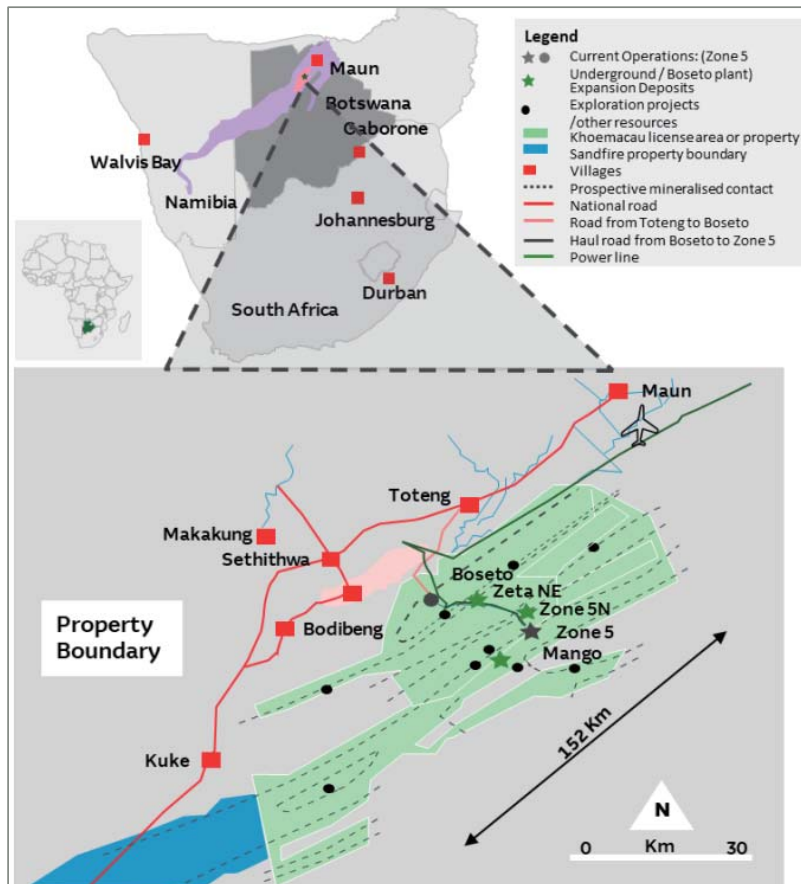 Maun
Botswana
Gaborone
Walvis Bay
Namibia
Johannesburg
Durban
South Africa
Legend
Current Operations: (Zone 5
Underground / Boseto plant)
Expansion Deposits
Exploration projects
/other resources
Khoemacau license area or property
Sandfire property boundary
Villages
Prospective mineralised contact
National road
Road from Toteng to Boseto
Haul road from Boseto to Zone 5
Power line
Maun
Toteng
Makakung
Sethithwa
Boseto
Zeta NE
Zone 5N
Zone 5
Bodibeng
Mango
Property
Boundary
152 Km
Kuke
N
0 Km 30